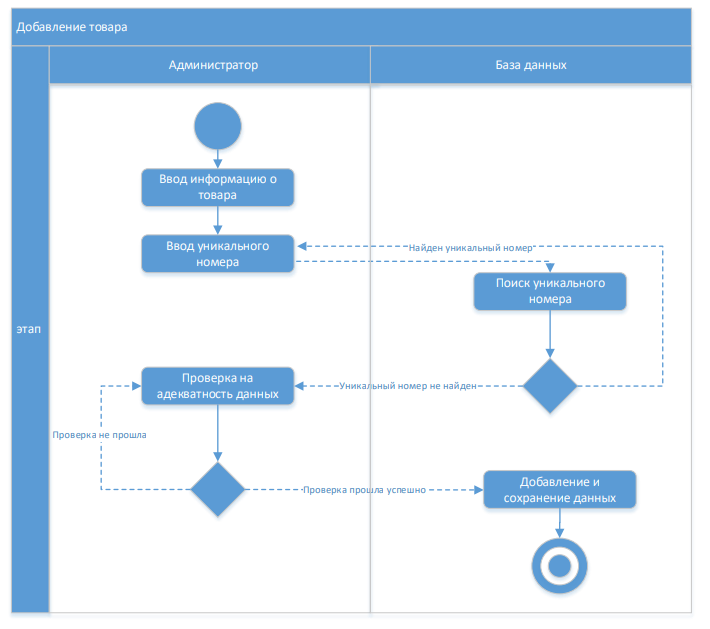 Добавление товара
Администратор
База данных
этап
Ввод информацию о
товара
Ввод уникального
номера
Найден уникальный номер
Поиск уникального
номера
Проверка на
адекватность данных
Уникальный номер не найден
Проверка не прошла
Проверка прошла успешно
Добавление и
сохранение данных